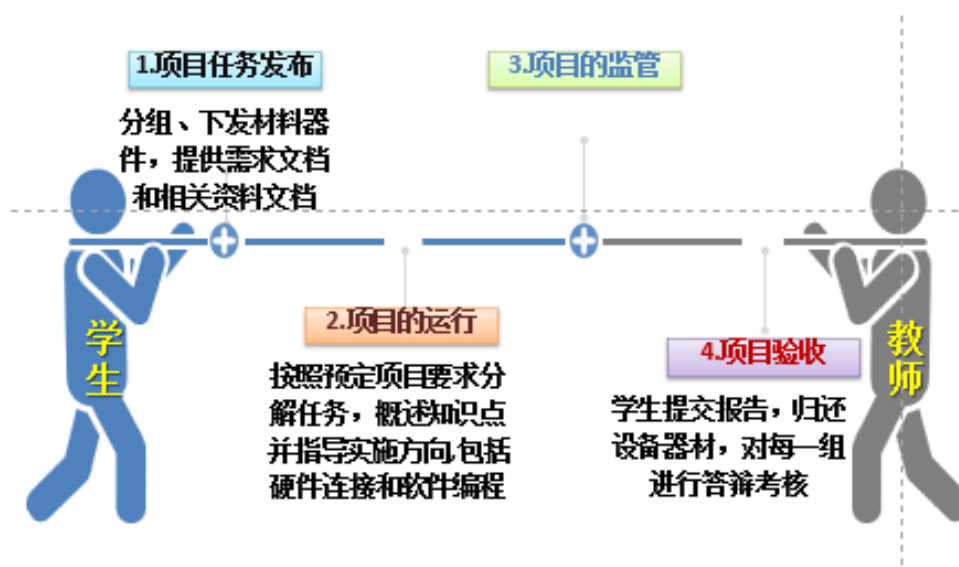 1.项目任务发布
分组、下发材料器
件，提供需求文档
和相关资料文档
3.项目的监管
2.项目的运行
按照预定项目要求分
解任务，概述知识点
并指导实施方向,包括
硬件连接和软件编程
4.项目验收
学生提交报告，归还
设备器材，对每一组
进行答辩考核
学
生
教
师